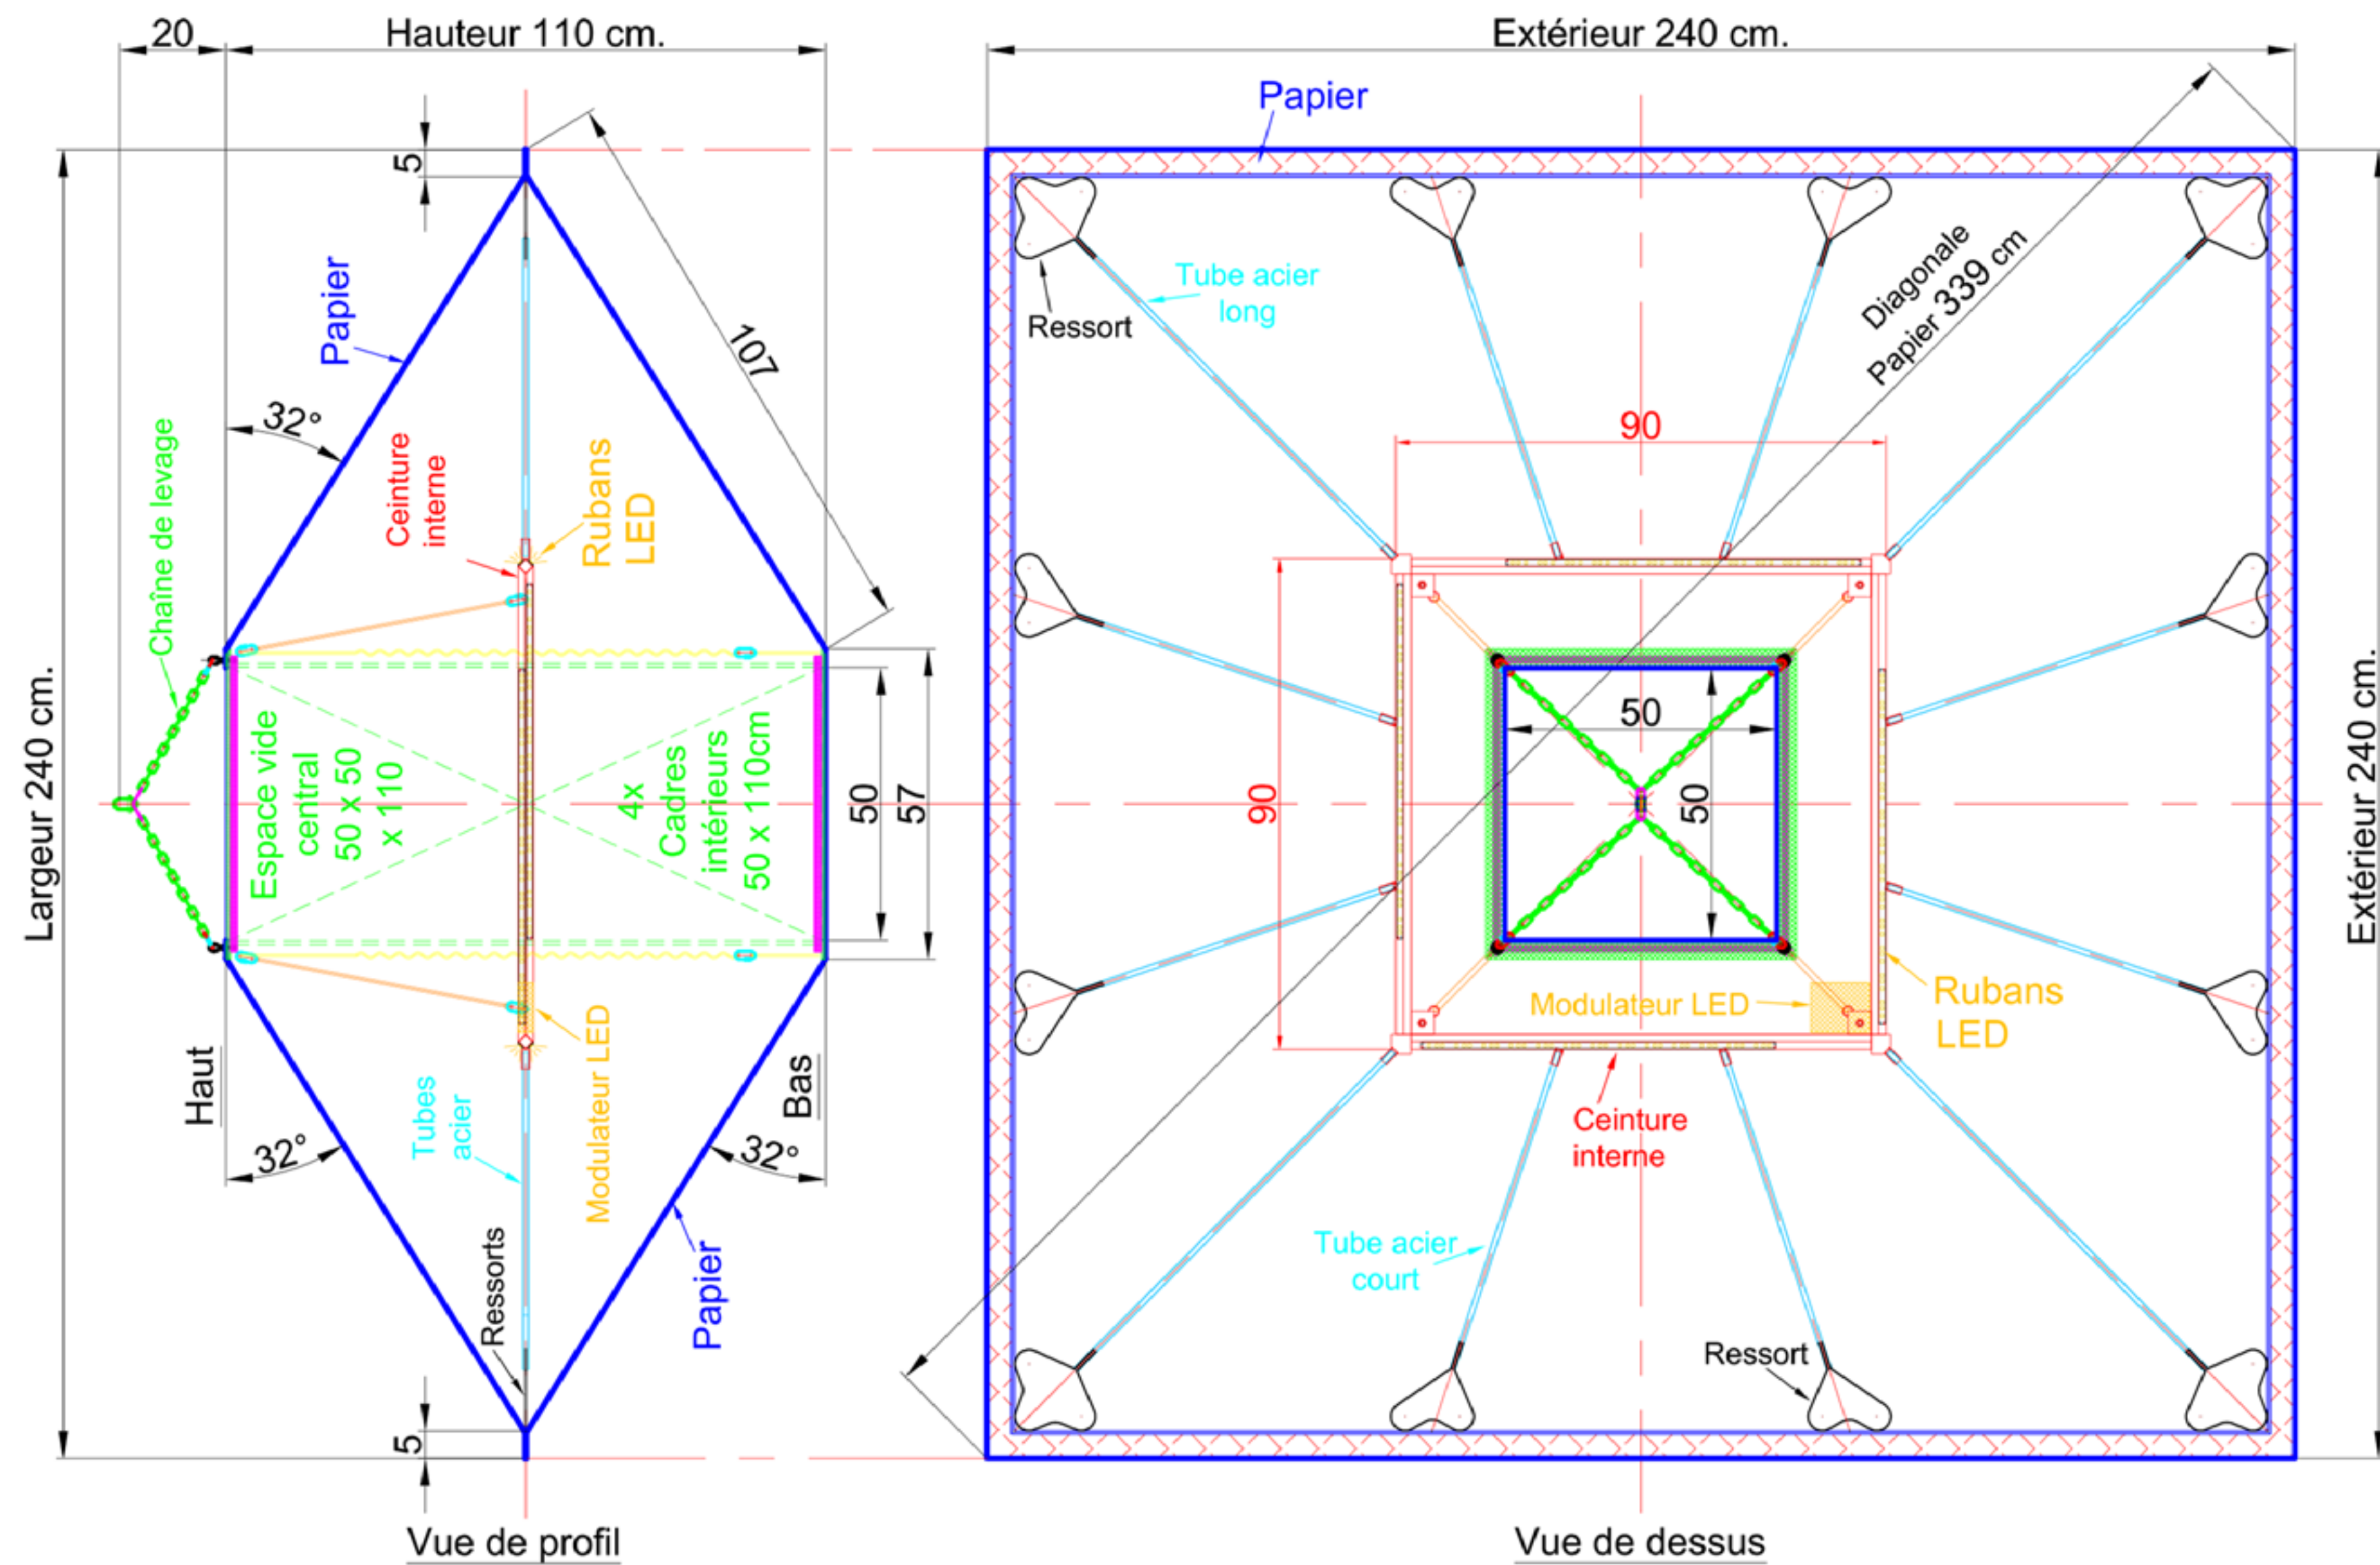 20
Hauteur 110 cm.
Extérieur 240 cm.
Papier
5
Papier
32°
107
Chaîne de levage
Ceinture
interne
Rubans
LED
Largeur 240 cm.
Espace vide
central
50 x 50
x 110
4x
Cadres
intérieurs
50 x 110cm
50
57
Haut
Bas
32°
32°
Tubes
acier
Modulateur LED
Ressorts
Papier
5
Vue de profil
Ressort
Tube acier
long
Diagonale
Papier 339 cm
90
90
50
50
Extérieur 240 cm.
Modulateur LED
Rubans
LED
Ceinture
interne
Tube acier
court
Ressort
Vue de dessus